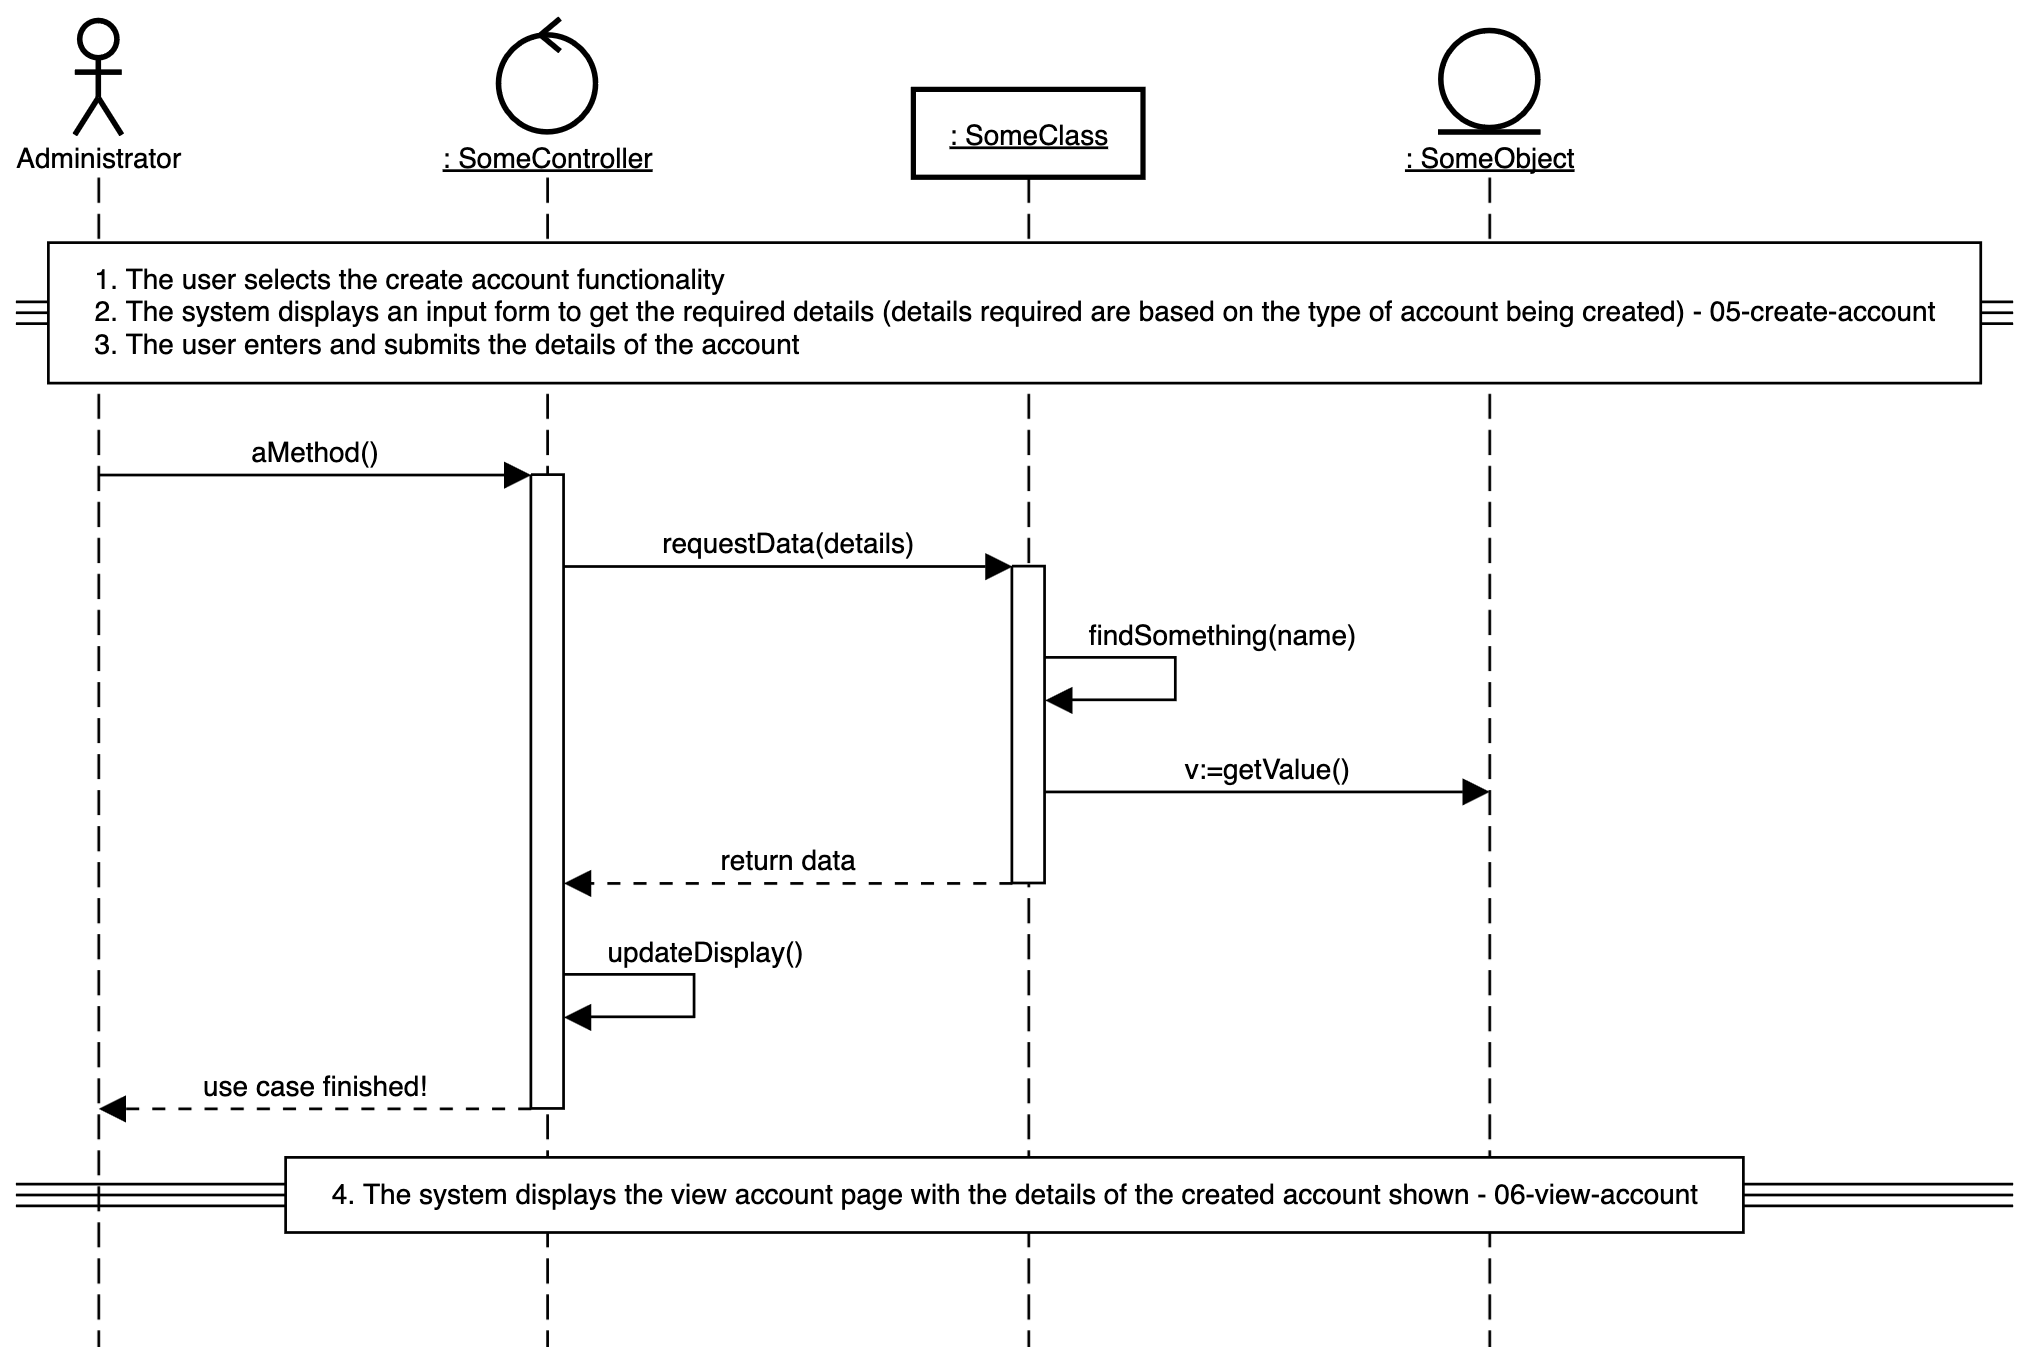 Administrator
: SomeController
: SomeClass
: SomeObject
1. The user selects the create account functionality
2. The system displays an input form to get the required details (details required are based on the type of account being created) - 05-create-account
3. The user enters and submits the details of the account
aMethod()
requestData(details)
findSomething(name)
v:=getValue()
return data
updateDisplay()
use case finished!
4. The system displays the view account page with the details of the created account shown - 06-view-account